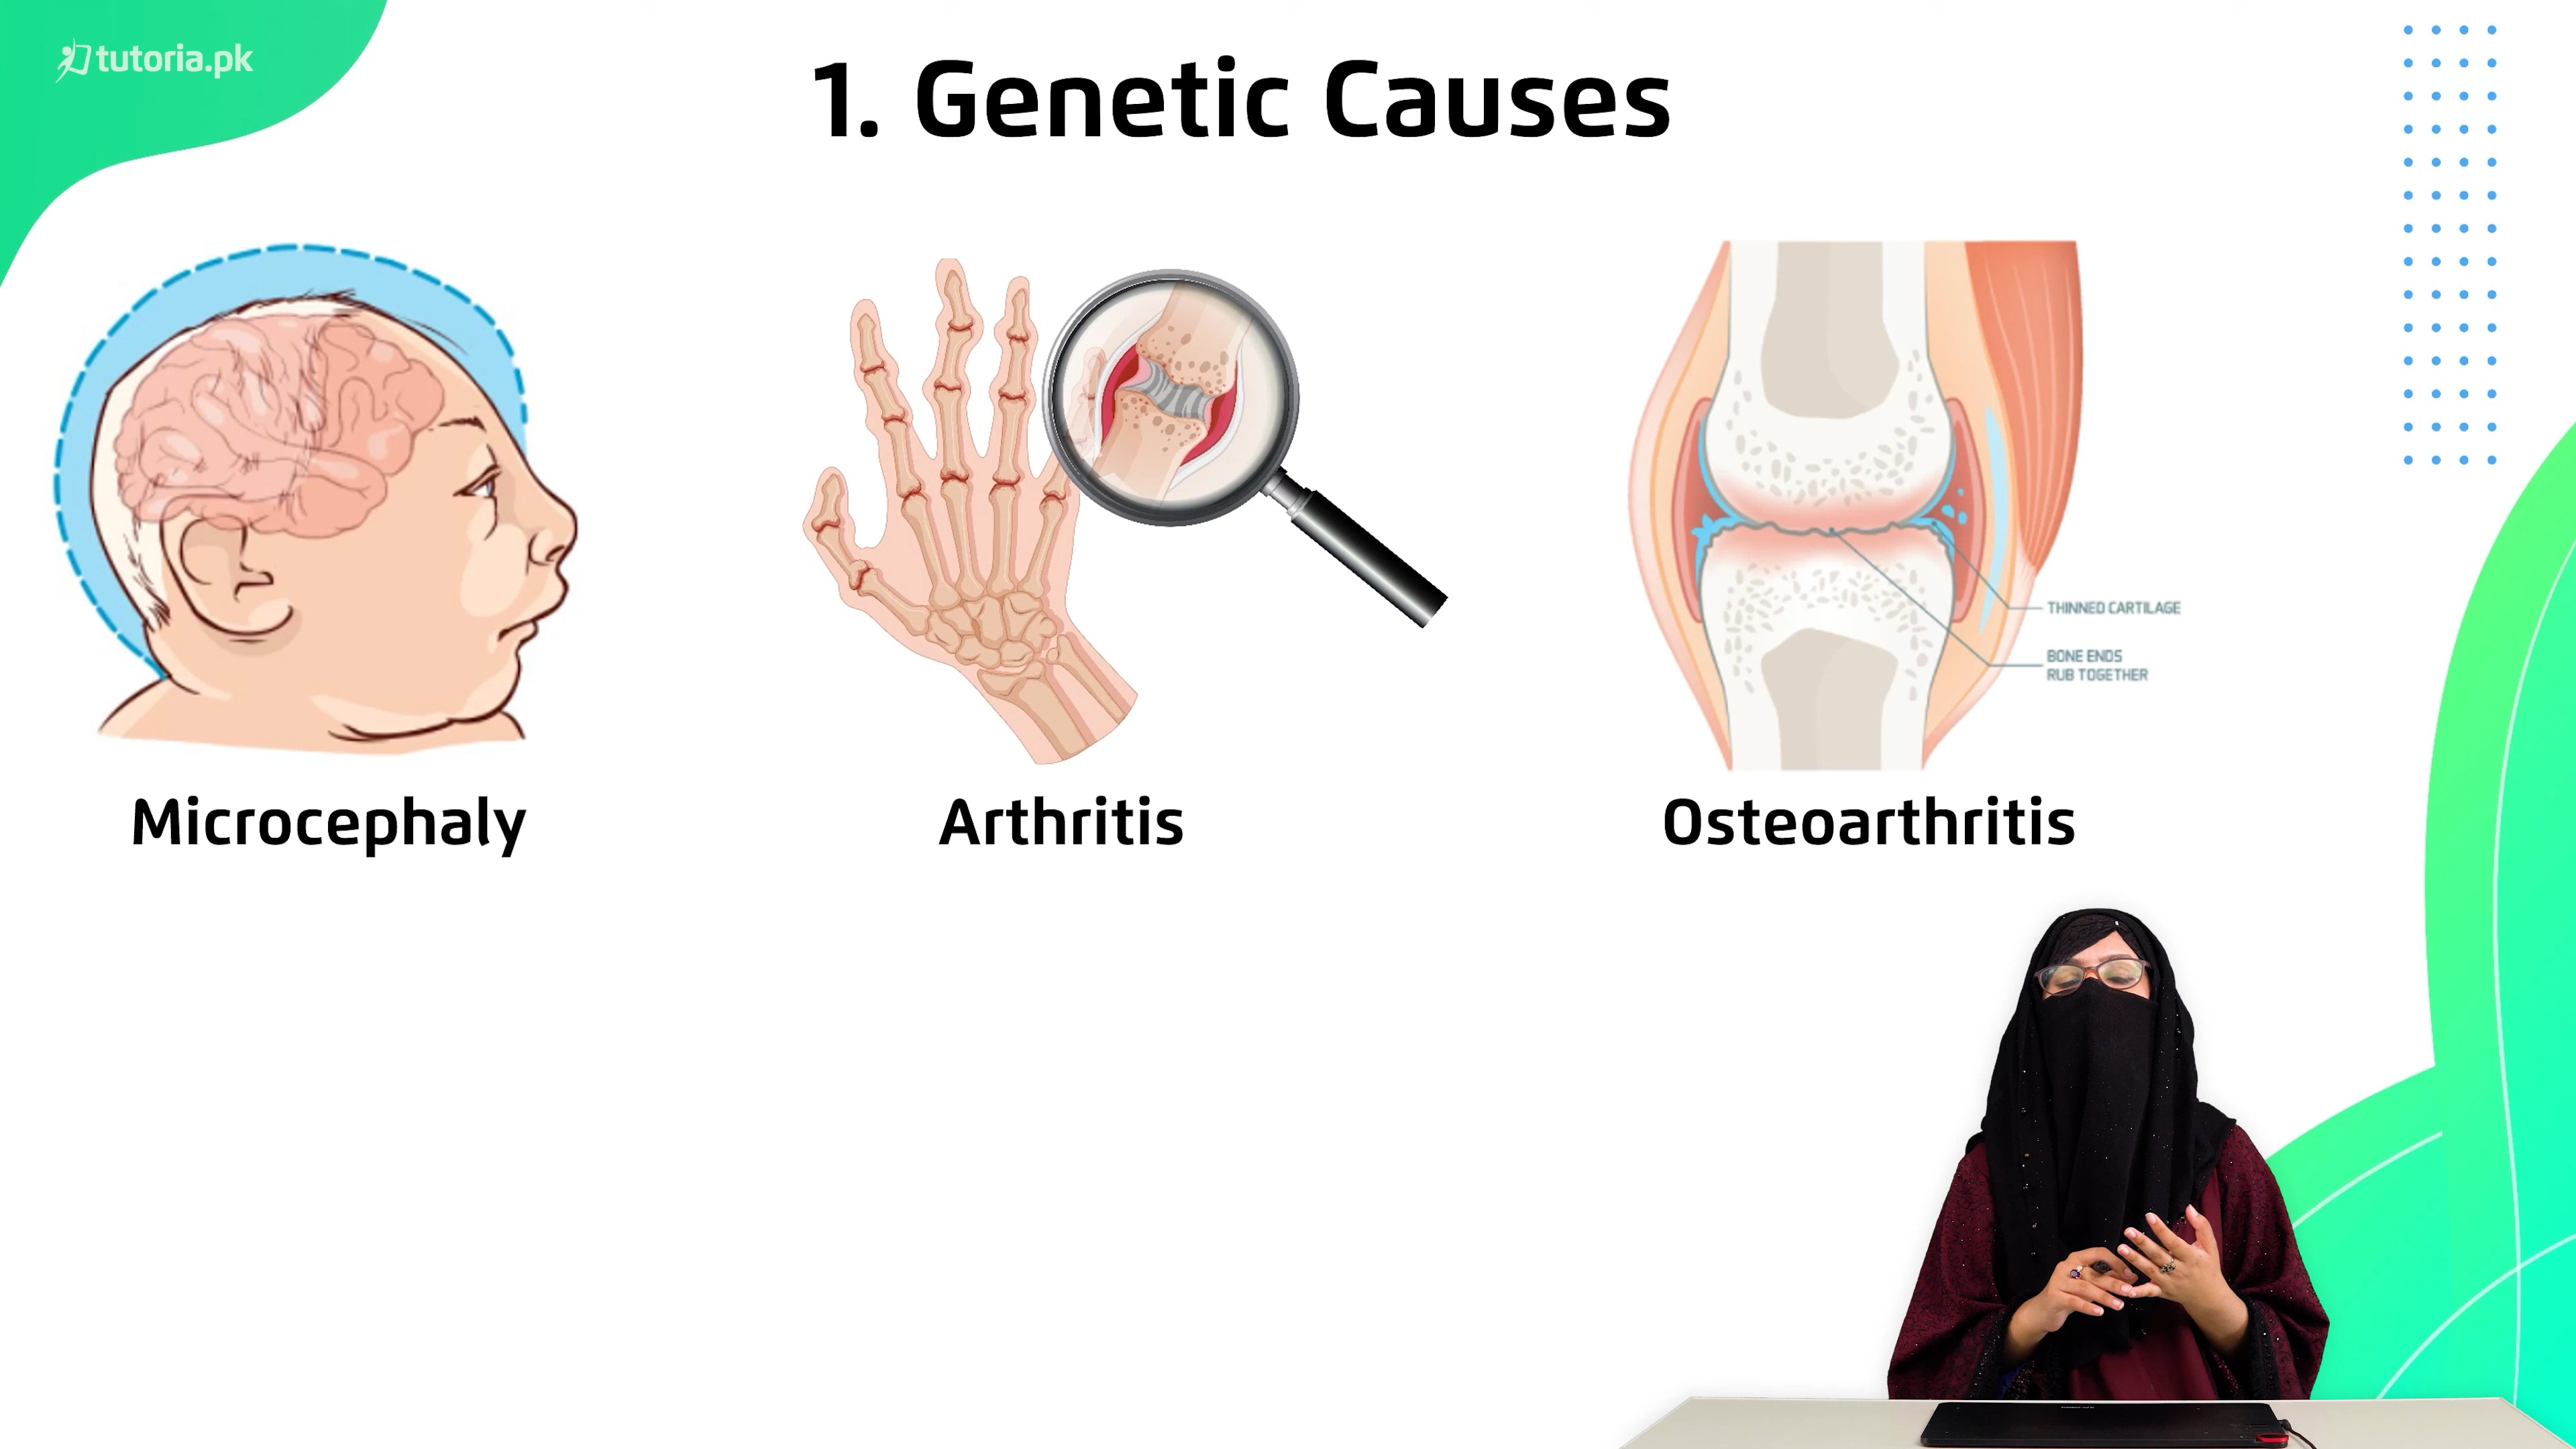 tutoria.pk
1. Genetic Causes
THINNED CARTILAGE
BONE ENDS
RUB TOGETHER
Microcephaly
Arthritis
Osteoarthritis